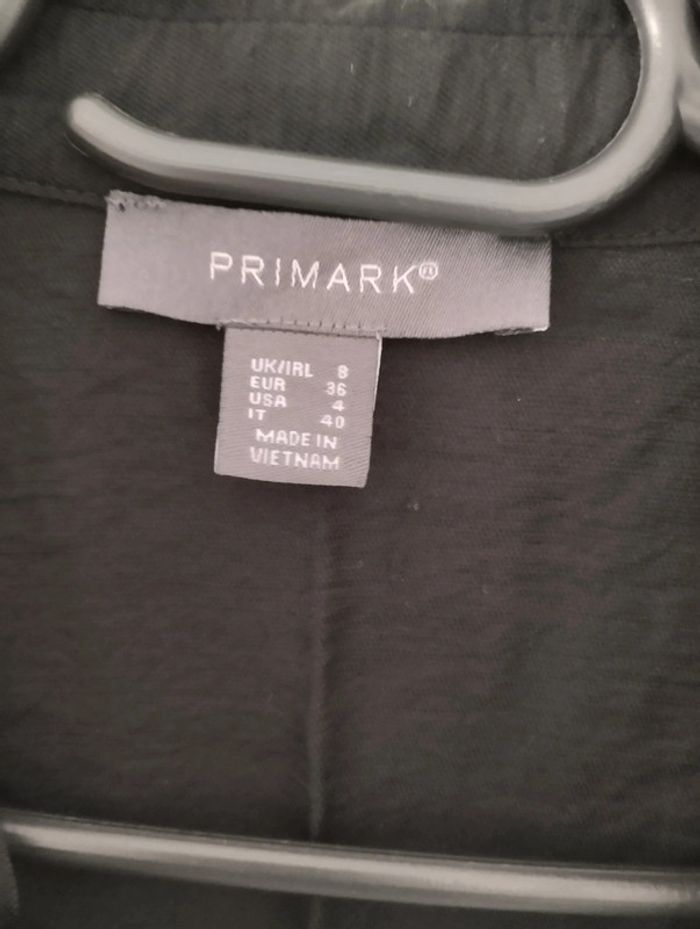 PRIMARK®
UK/IRL 8
EUR 36
USA 4
IT 40
MADE IN
VIETNAM